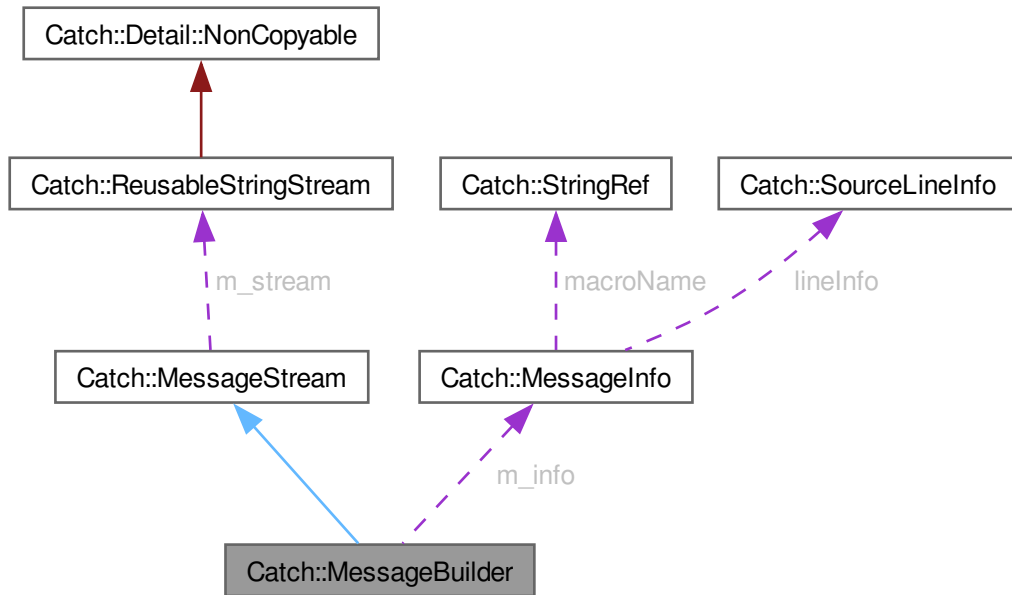 Catch::Detail::NonCopyable
Catch::ReusableStringStream
Catch::StringRef
Catch::SourceLineInfo
m_stream
macroName
lineInfo
Catch::MessageStream
Catch::MessageInfo
m_info
Catch::MessageBuilder